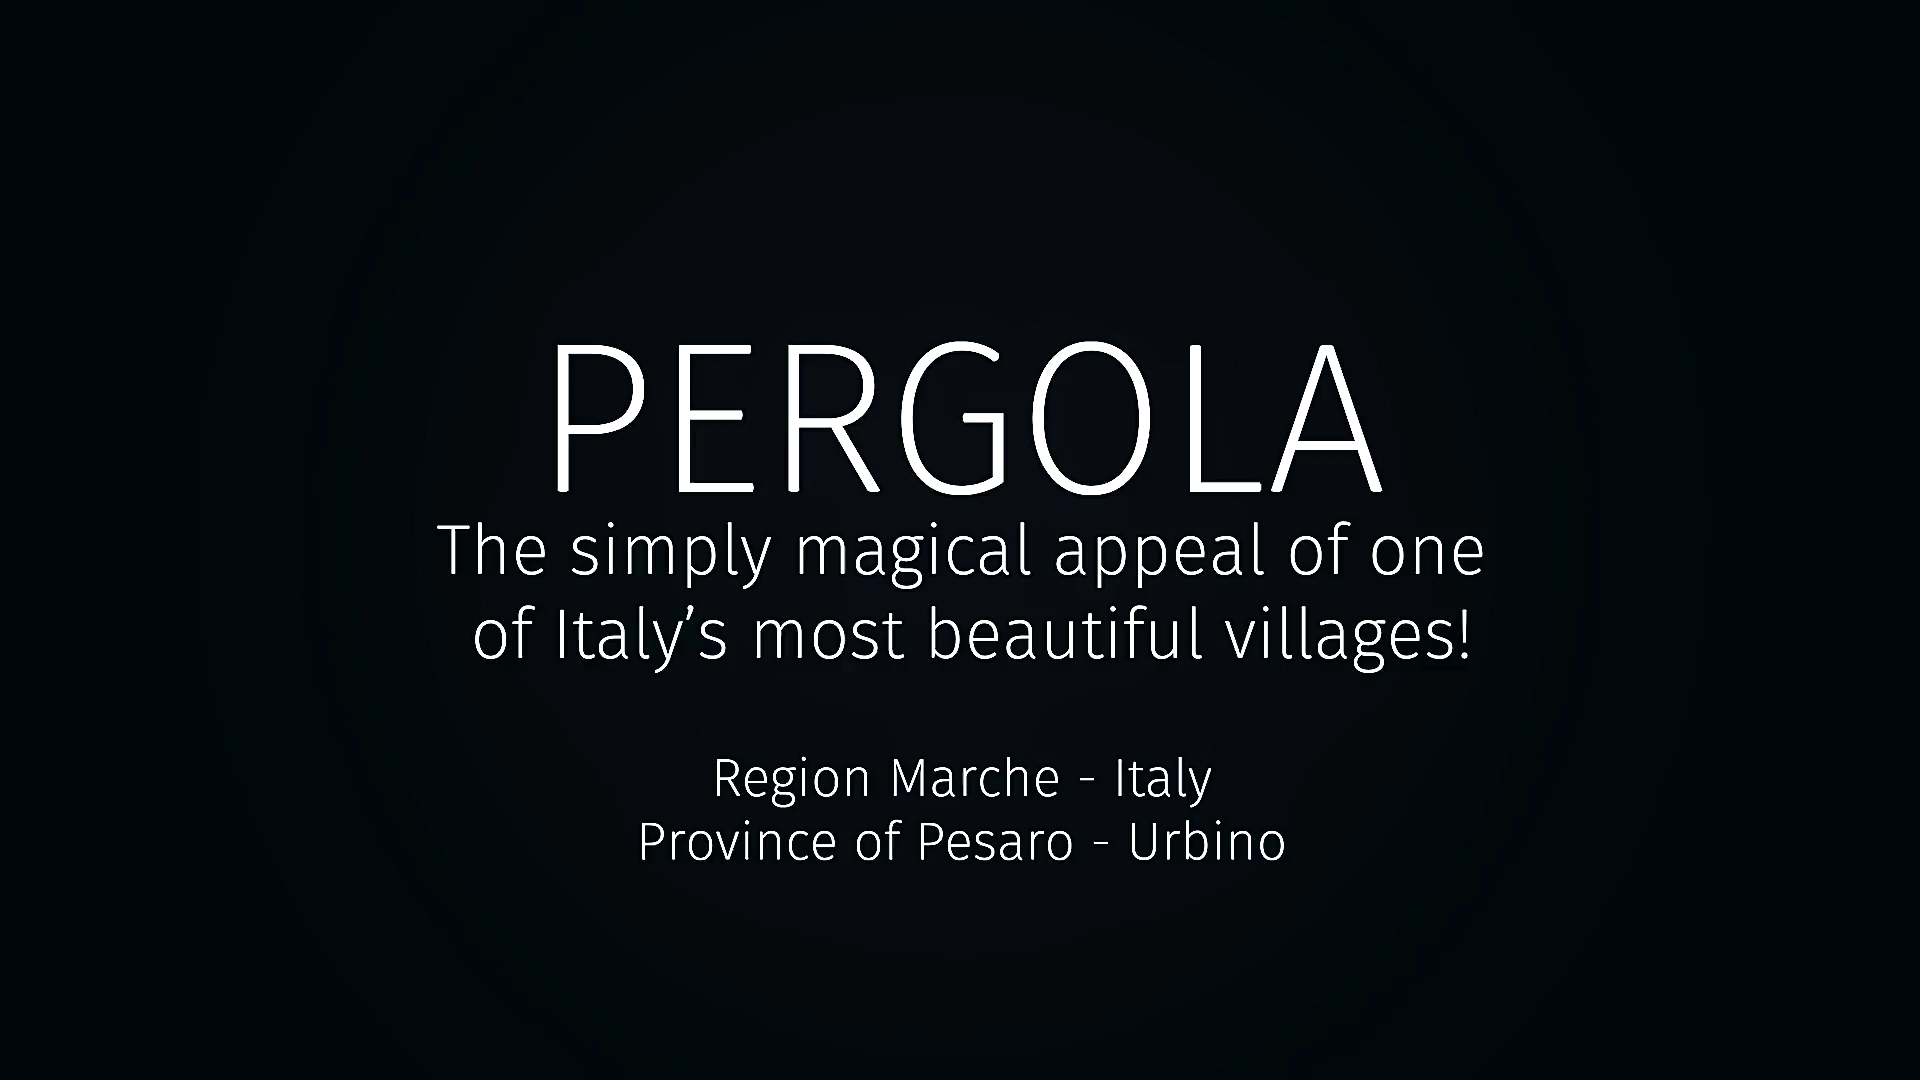 PERGOLA
The simply magical appeal of one
of Italy’s most beautiful villages!
Region Marche - Italy
Province of Pesaro - Urbino